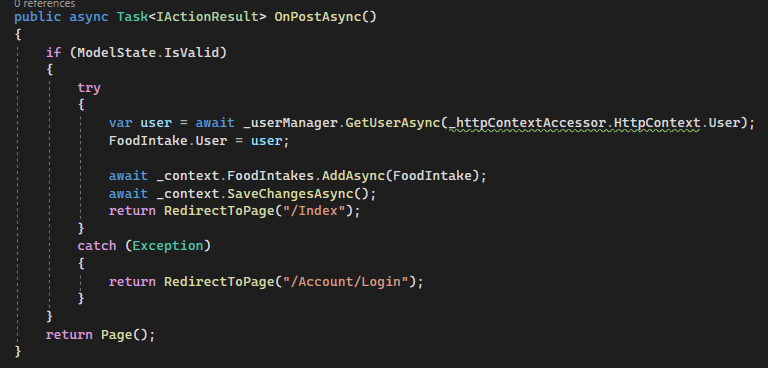 0 references
public async Task<IActionResult> OnPostAsync()
{
if (ModelState.IsValid)
{
try
{
var user = await _userManager.GetUserAsync(_httpContextAccessor.HttpContext.User);
FoodIntake.User = user;
await _context.FoodIntakes.AddAsync(FoodIntake);
await _context.SaveChangesAsync();
return RedirectToPage("/Index");
}
catch (Exception)
{
return RedirectToPage("/Account/Login");
}
}
return Page();
}